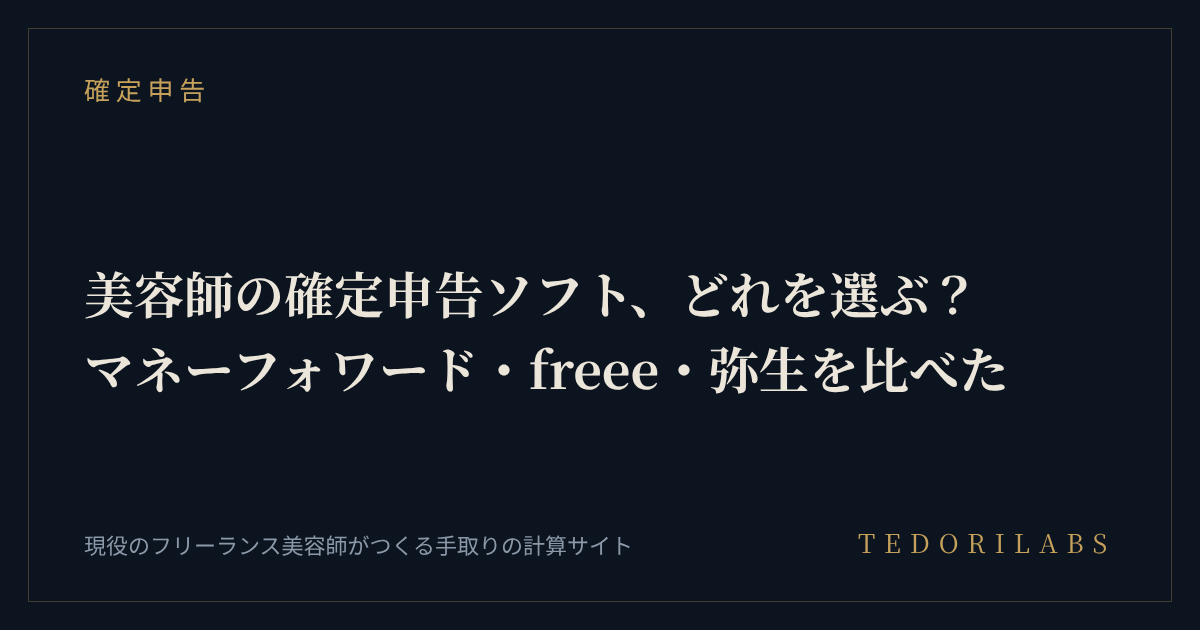 確定申告
美容師の確定申告ソフト、どれを選ぶ？
マネーフォワード・freee・弥生を比べた
現役のフリーランス美容師がつくる手取りの計算サイト
TEDORILABS